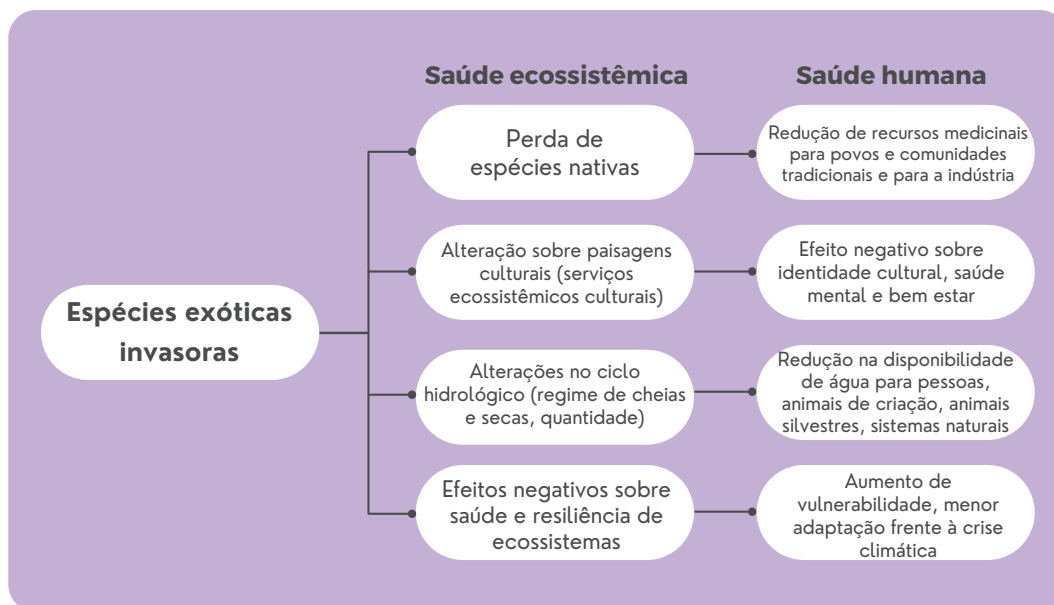 Saúde ecossistêmica
Saúde humana
Espécies exóticas
invasoras
Perda de
espécies nativas
Redução de recursos medicinais
para povos e comunidades
tradicionais e para a indústria
Alteração sobre paisagens
culturais (serviços
ecossistêmicos culturais)
Efeito negativo sobre
identidade cultural, saúde
mental e bem estar
Alterações no ciclo
hidrológico (regime de cheias
e secas, quantidade)
Redução na disponibilidade
de água para pessoas,
animais de criação, animais
silvestres, sistemas naturais
Efeitos negativos sobre
saúde e resiliência de
ecossistemas
Aumento de
vulnerabilidade, menor
adaptação frente à crise
climática